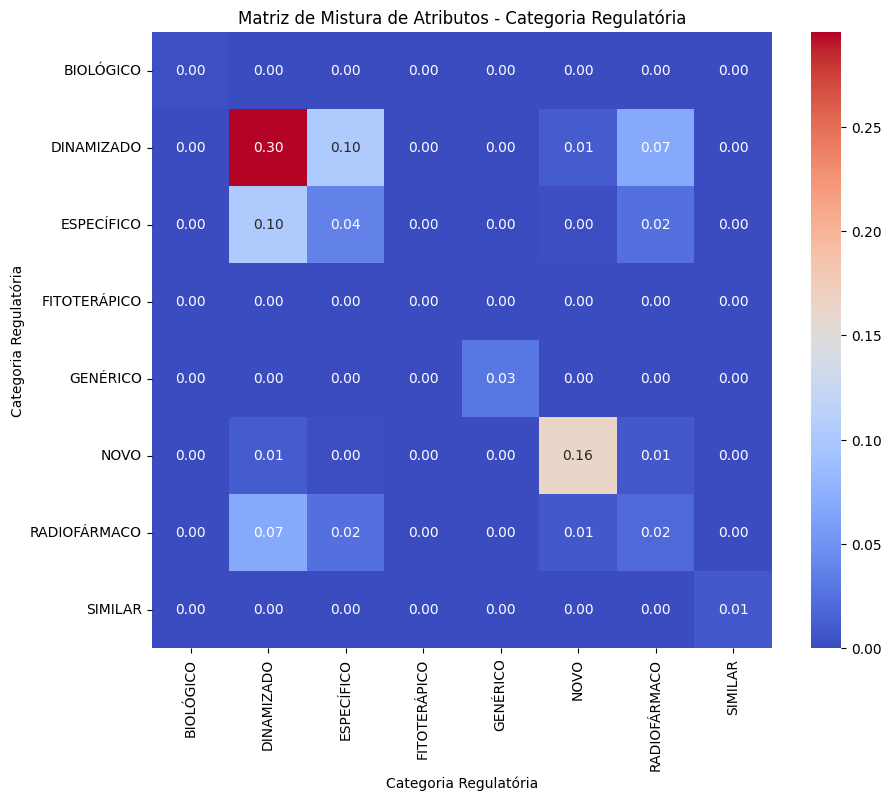 Matriz de Mistura de Atributos - Categoria Regulatória
BIOLÓGICO 0.00 0.00 0.00 0.00 0.00 0.00 0.00 0.00
DINAMIZADO 0.00 0.30 0.10 0.00 0.00 0.01 0.07 0.00
ESPECÍFICO 0.00 0.10 0.04 0.00 0.00 0.00 0.02 0.00
FITOTERÁPICO 0.00 0.00 0.00 0.00 0.00 0.00 0.00 0.00
GENÉRICO 0.00 0.00 0.00 0.00 0.03 0.00 0.00 0.00
NOVO 0.00 0.01 0.00 0.00 0.00 0.16 0.01 0.00
RADIOFÁRMACO 0.00 0.07 0.02 0.00 0.00 0.01 0.02 0.00
SIMILAR 0.00 0.00 0.00 0.00 0.00 0.00 0.00 0.01
Categoria Regulatória
BIOLÓGICO
DINAMIZADO
ESPECÍFICO
FITOTERÁPICO
GENÉRICO
NOVO
RADIOFÁRMACO
SIMILAR
Categoria Regulatória
0.25
0.20
0.15
0.10
0.05
0.00